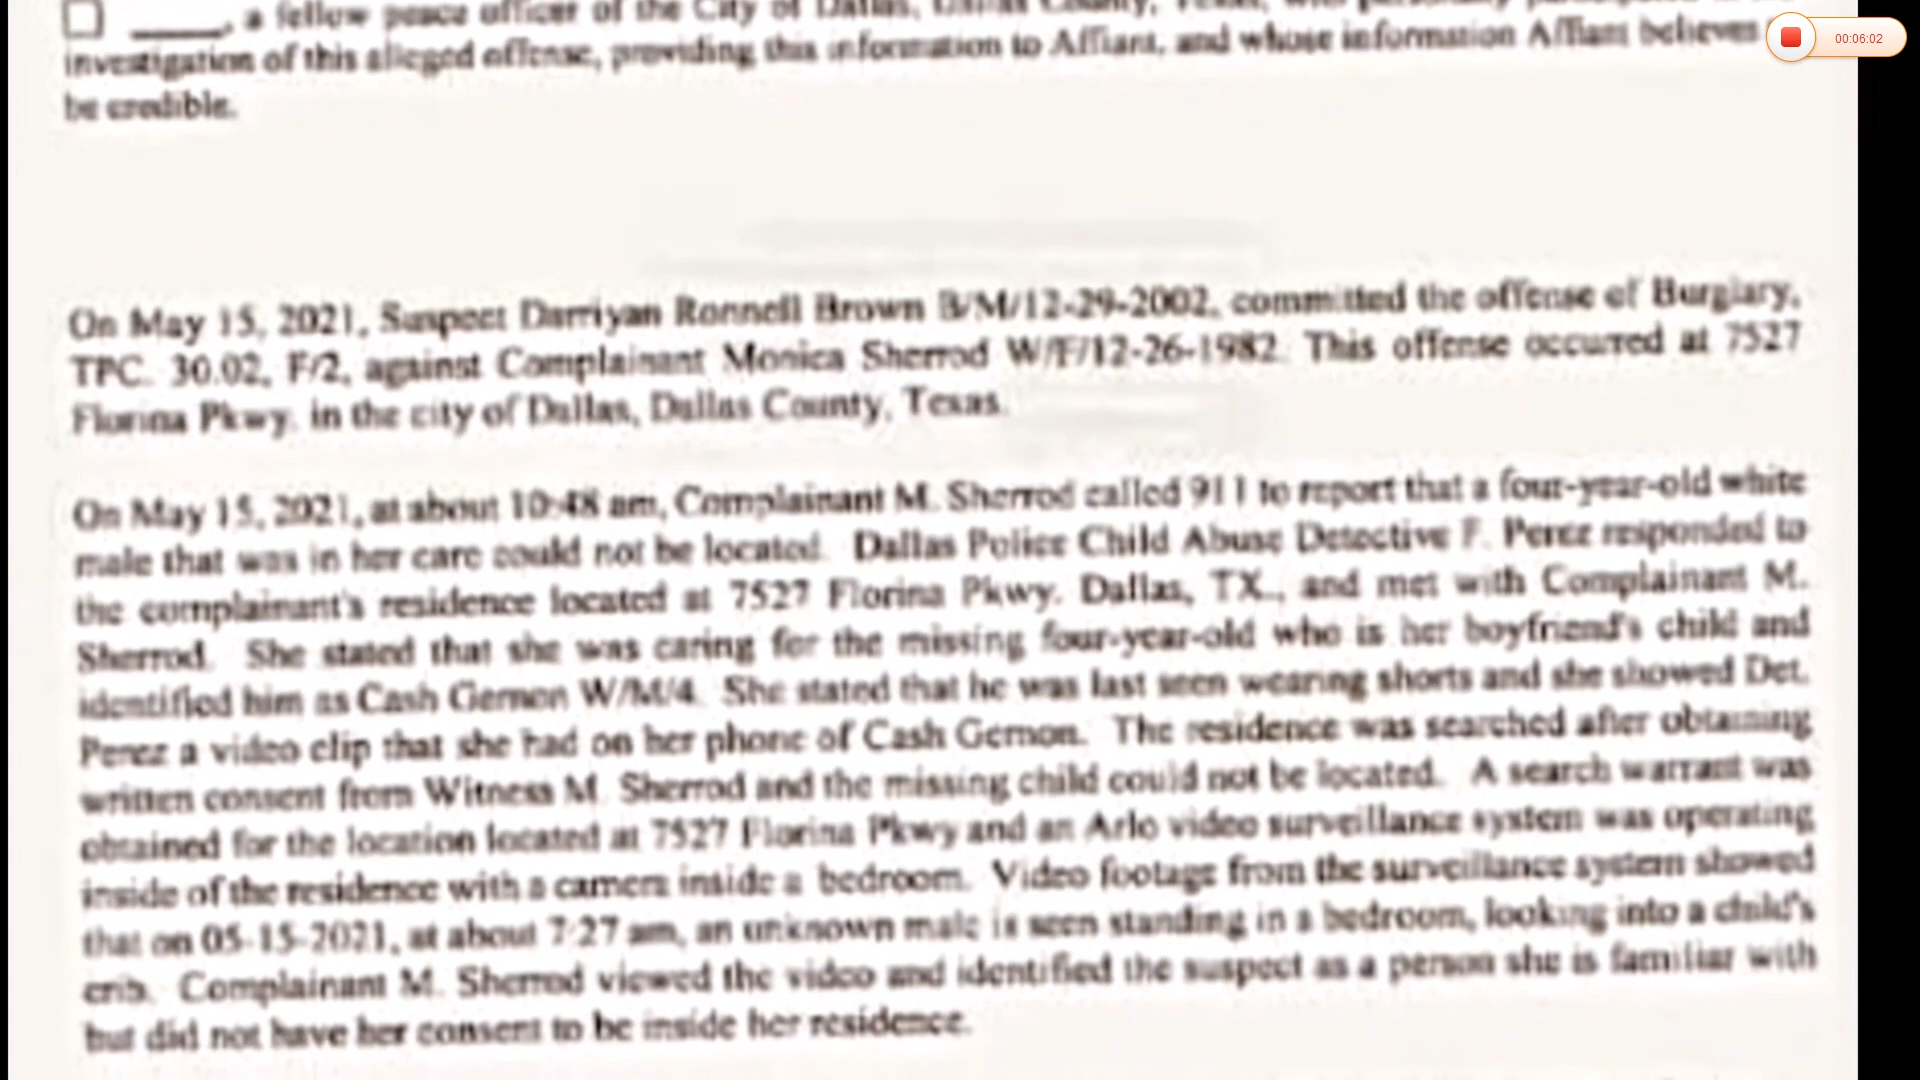 a fellow peace officer of the City of Dallas, Dallas County, Texas, who personally participated in the
investigation of this alleged offense, providing this information to Affiant, and whose information Affiant believes
be credible.
00:06:02
On May 15, 2021, Suspect Darriyan Ronnell Brown B/M/12-29-2002, committed the offense of Burglary,
TPC. 30.02, F/2, against Complainant Monica Sherrod W/F/12-26-1982. This offense occurred at 7527
Florina Pkwy. in the city of Dallas, Dallas County, Texas.
On May 15, 2021, at about 10:48 am, Complainant M. Sherrod called 911 to report that a four-year-old white
male that was in her care could not be located. Dallas Police Child Abuse Detective F. Perez responded to
the complainant's residence located at 7527 Florina Pkwy. Dallas, TX., and met with Complainant M.
Sherrod. She stated that she was caring for the missing four-year-old who is her boyfriend's child and
identified him as Cash Gernon W/M/4. She stated that he was last seen wearing shorts and she showed Det.
Perez a video clip that she had on her phone of Cash Gernon. The residence was searched after obtaining
written consent from Witness M. Sherrod and the missing child could not be located. A search warrant was
obtained for the location located at 7527 Florina Pkwy and an Arlo video surveillance system was operating
inside of the residence with a camera inside a bedroom. Video footage from the surveillance system showed
that on 05-15-2021, at about 7:27 am, an unknown male is seen standing in a bedroom, looking into a child's
crib. Complainant M. Sherrod viewed the video and identified the suspect as a person she is familiar with
but did not have her consent to be inside her residence.